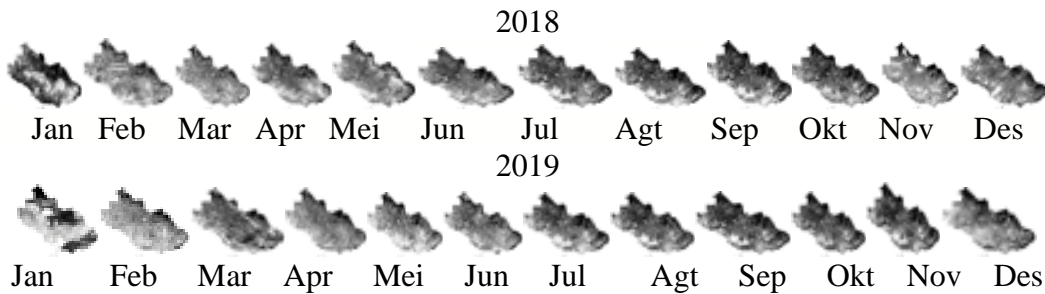 2018
Jan Feb Mar Apr Mei Jun Jul Agt Sep Okt Nov Des
2019
Jan Feb Mar Apr Mei Jun Jul Agt Sep Okt Nov Des